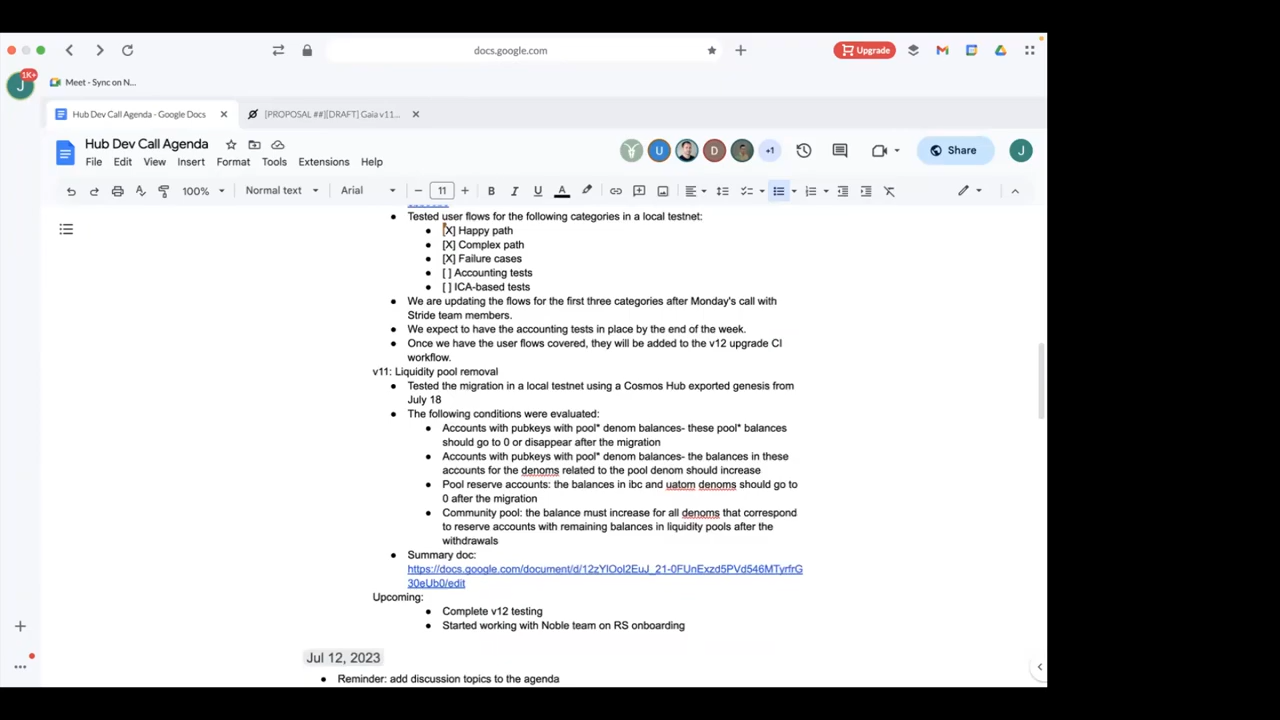 docs.google.com
Upgrade
1K+
J
Meet - Sync on N...
Hub Dev Call Agenda - Google Docs
[PROPOSAL ##][DRAFT] Gaia v11...
Hub Dev Call Agenda
U
D
+1
Share
J
File Edit View Insert Format Tools Extensions Help
100% Normal text Arial 11 B I U A
Tested user flows for the following categories in a local testnet:
[X] Happy path
[X] Complex path
[X] Failure cases
[ ] Accounting tests
[ ] ICA-based tests
We are updating the flows for the first three categories after Monday's call with
Stride team members.
We expect to have the accounting tests in place by the end of the week.
Once we have the user flows covered, they will be added to the v12 upgrade CI
workflow.
v11: Liquidity pool removal
Tested the migration in a local testnet using a Cosmos Hub exported genesis from
July 18
The following conditions were evaluated:
Accounts with pubkeys with pool* denom balances- these pool* balances
should go to 0 or disappear after the migration
Accounts with pubkeys with pool* denom balances- the balances in these
accounts for the denoms related to the pool denom should increase
Pool reserve accounts: the balances in ibc and uatom denoms should go to
0 after the migration
Community pool: the balance must increase for all denoms that correspond
to reserve accounts with remaining balances in liquidity pools after the
withdrawals
Summary doc:
https://docs.google.com/document/d/12zYlOol2EuJ_21-0FUnExzd5PVd546MTyrfrG
30eUb0/edit
Upcoming:
Complete v12 testing
Started working with Noble team on RS onboarding
Jul 12, 2023
Reminder: add discussion topics to the agenda